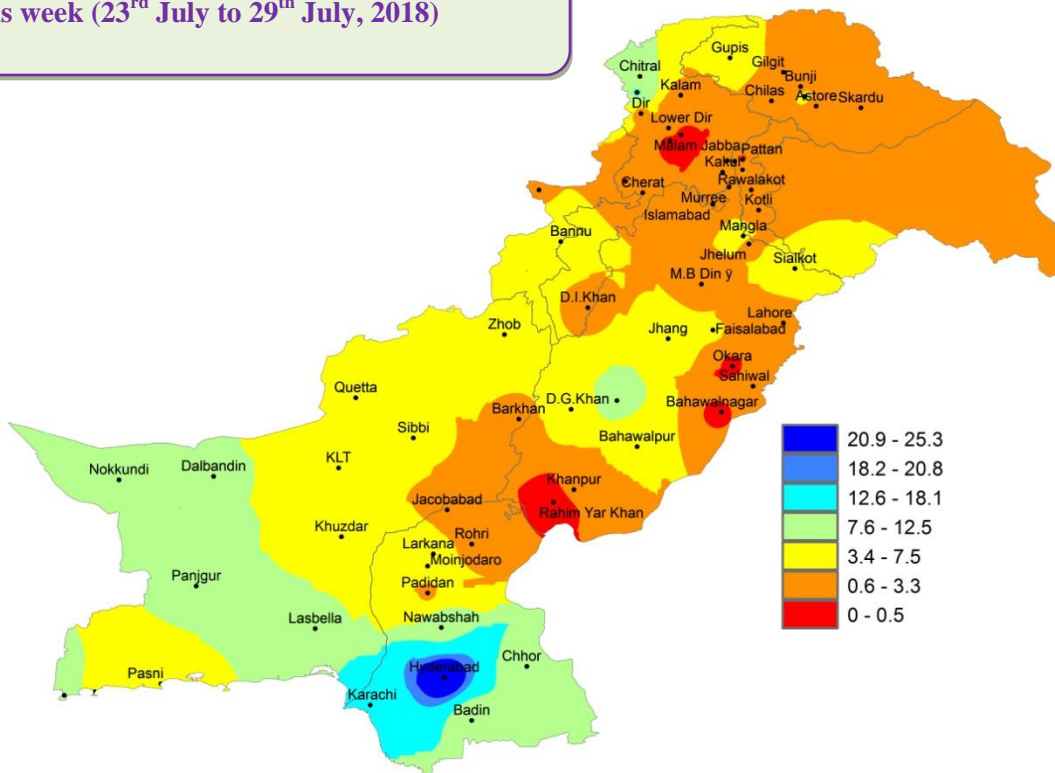 s week (23rd July to 29th July, 2018)
Gupis
Chitral
Gilgit
Bunji
Kalam
Chilas
Astore
Skardu
Dir
Lower Dir
Malam Jabba
Pattan
Kakul
Cherat
Rawalakot
Murree
Kotli
Islamabad
Mangla
Bannu
Jhelum
Sialkot
M.B Din ÿ
D.I.Khan
Lahore
Zhob
Jhang
Faisalabad
Okara
Sahiwal
Quetta
D.G.Khan
Bahawalnagar
Barkhan
Sibbi
Bahawalpur
20.9 - 25.3
18.2 - 20.8
12.6 - 18.1
7.6 - 12.5
3.4 - 7.5
0.6 - 3.3
0 - 0.5
Nokkundi
Dalbandin
KLT
Khanpur
Jacobabad
Rahim Yar Khan
Khuzdar
Rohri
Larkana
Moinjodaro
Panjgur
Padidan
Lasbella
Nawabshah
Chhor
Pasni
Hyderabad
Karachi
Badin